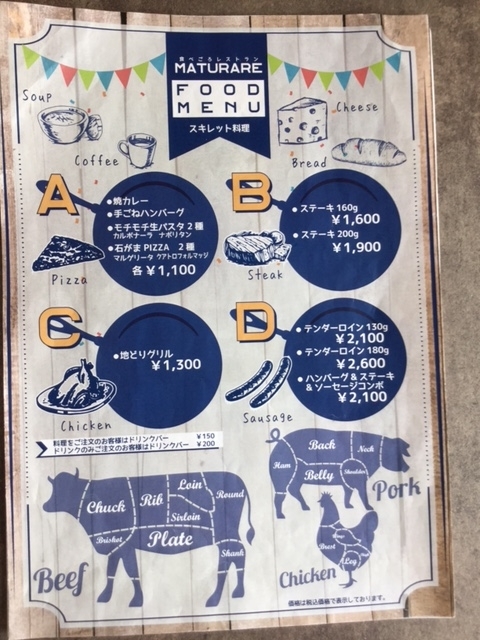 食べごろレストラン
MATURARE
FOOD
MENU
スキレット料理
Soup
Coffee
Cheese
Bread
A
●焼カレー
●手ごねハンバーグ
●モチモチ生パスタ2種
カルボナーラ ナポリタン
●石がまPIZZA 2種
マルゲリータ クアトロフォルマッジ
各¥1,100
Pizza
B
●ステーキ 160g
¥1,600
●ステーキ 200g
¥1,900
Steak
C
●地どりグリル
¥1,300
Chicken
D
●テンダーロイン 130g
¥2,100
●テンダーロイン 180g
¥2,600
●ハンバーグ&ステーキ
&ソーセージコンボ
¥2,100
Sausage
料理をご注文のお客様はドリンクバー ¥150
ドリンクのみご注文のお客様はドリンクバー ¥200
Chuck
Rib
Loin
Sirloin
Round
Brisket
Plate
Shank
Beef
Back
Neck
Ham
Belly
Shoulder
Pork
Brest
Leg
Chicken
価格は税込価格で表示しております。